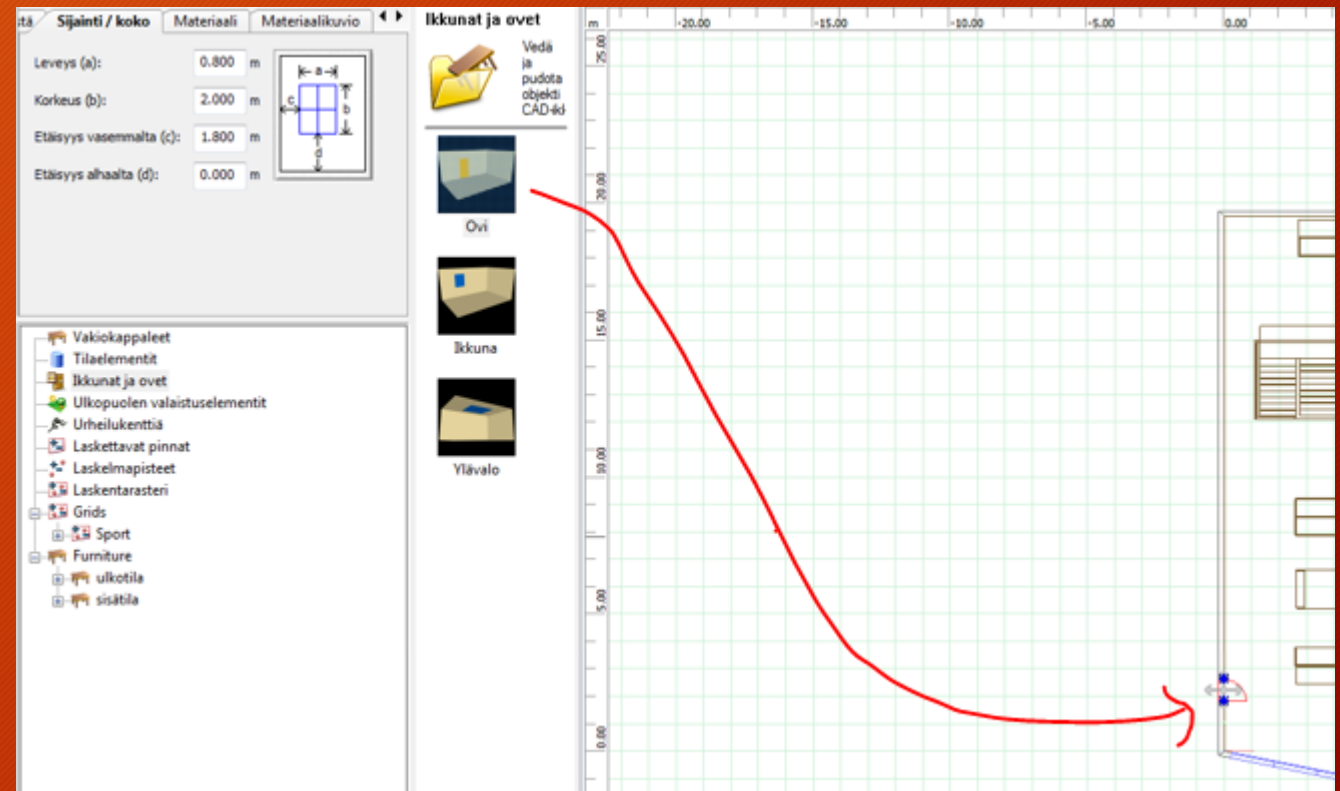 stä Sijainti / koko Materiaali Materiaalikuvio
Leveys (a): 0.800 m
Korkeus (b): 2.000 m
Etäisyys vasemmalta (c): 1.800 m
Etäisyys alhaalta (d): 0.000 m
a
c
b
d
Vakiokappaleet
Tilaelementit
Ikkunat ja ovet
Ulkopuolen valaistuselementit
Urheilukenttiä
Laskettavat pinnat
Laskelmapisteet
Laskentarasteri
Grids
Sport
Furniture
ulkotila
sisätila
Ikkunat ja ovet
Vedä
ja
pudota
objekti
CAD-ikk
Ovi
Ikkuna
Ylävalo
m -20.00 -15.00 -10.00 -5.00 0.00
25.00
20.00
15.00
10.00
5.00
0.00